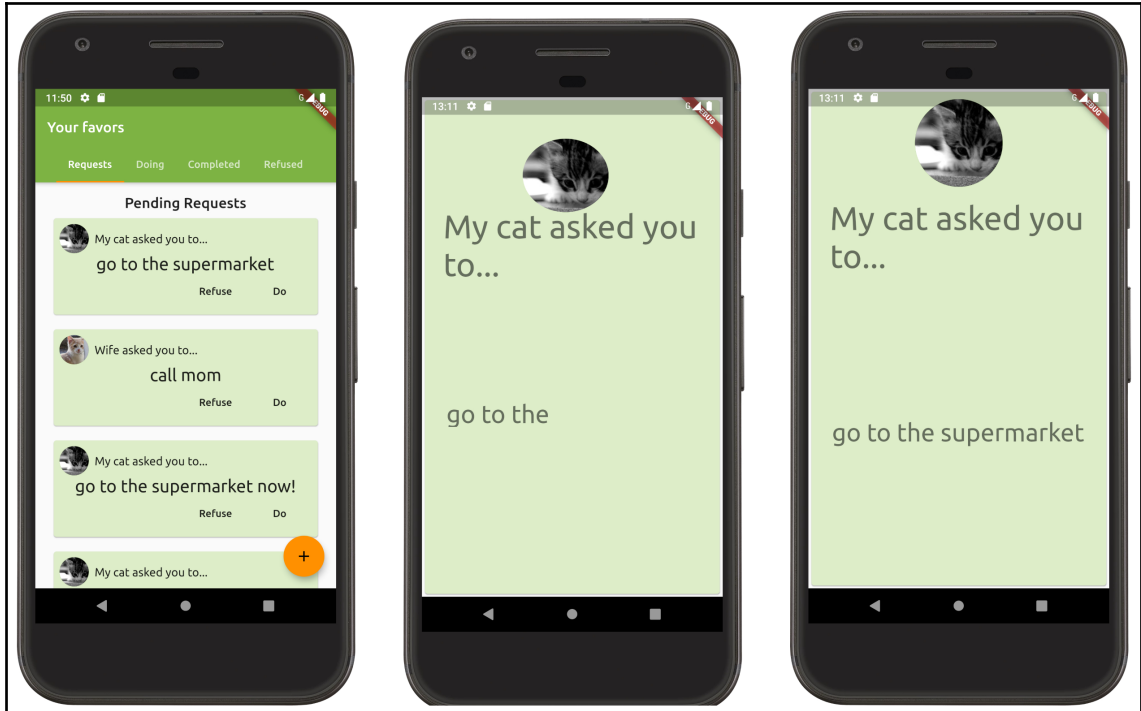 11:50
G
DEBUG
Your favors
Requests Doing Completed Refused
Pending Requests
My cat asked you to...
go to the supermarket
Refuse Do
Wife asked you to...
call mom
Refuse Do
My cat asked you to...
go to the supermarket now!
Refuse Do
+
My cat asked you to...
13:11
G
DEBUG
My cat asked you
to...
go to the
13:11
G
DEBUG
My cat asked you
to...
go to the supermarket